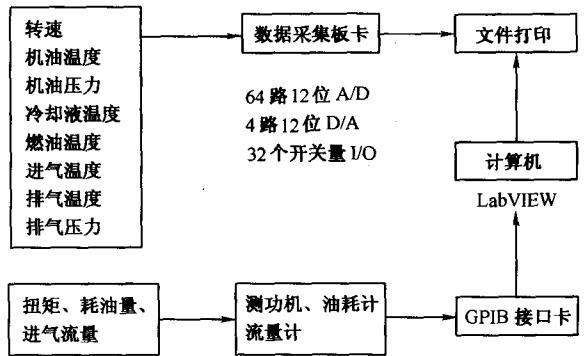 转速
机油温度
机油压力
冷却液温度
燃油温度
进气温度
排气温度
排气压力
数据采集板卡
64路12位A/D
4路12位D/A
32个开关量I/O
文件打印
计算机
LabVIEW
扭矩、耗油量、
进气流量
测功机、油耗计
流量计
GPIB 接口卡